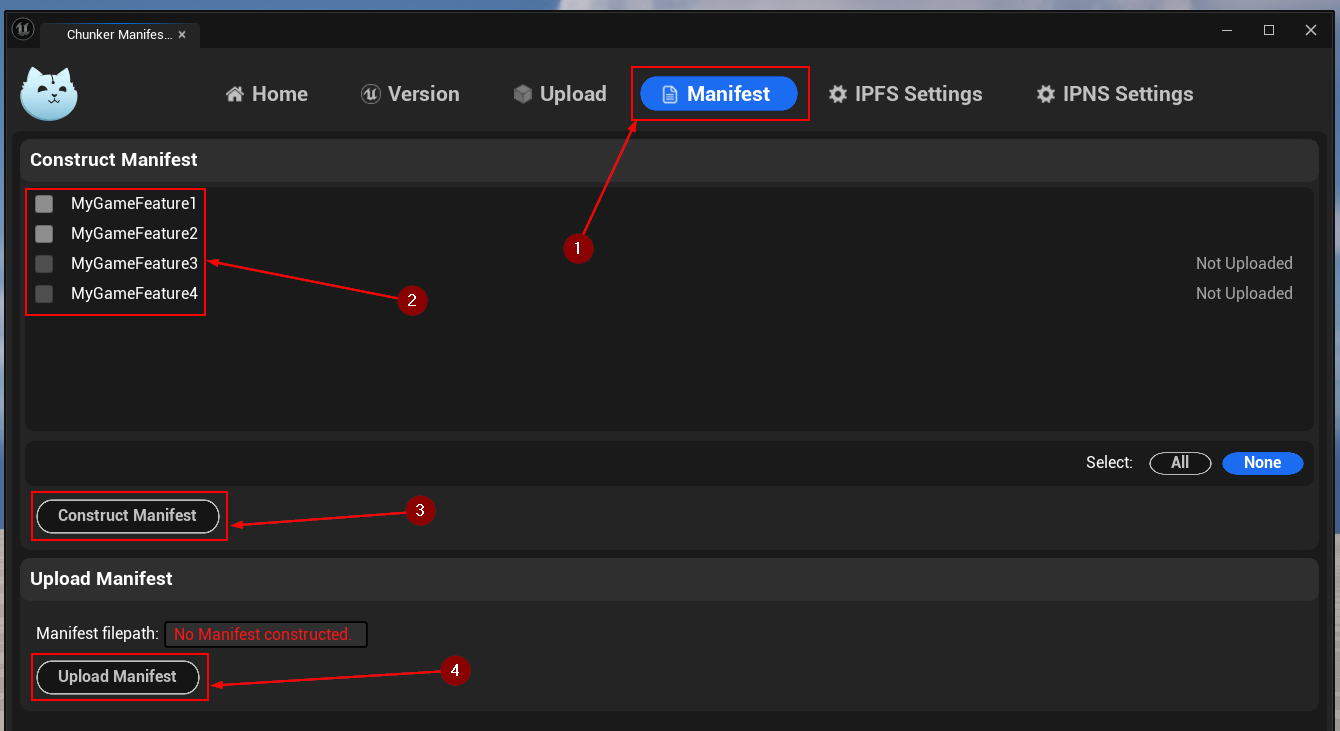 Chunker Manifes...
Home Version Upload Manifest IPFS Settings IPNS Settings
Construct Manifest
MyGameFeature1
MyGameFeature2
1
MyGameFeature3 Not Uploaded
MyGameFeature4 Not Uploaded
2
Select: All None
Construct Manifest
3
Upload Manifest
Manifest filepath: No Manifest constructed.
Upload Manifest
4